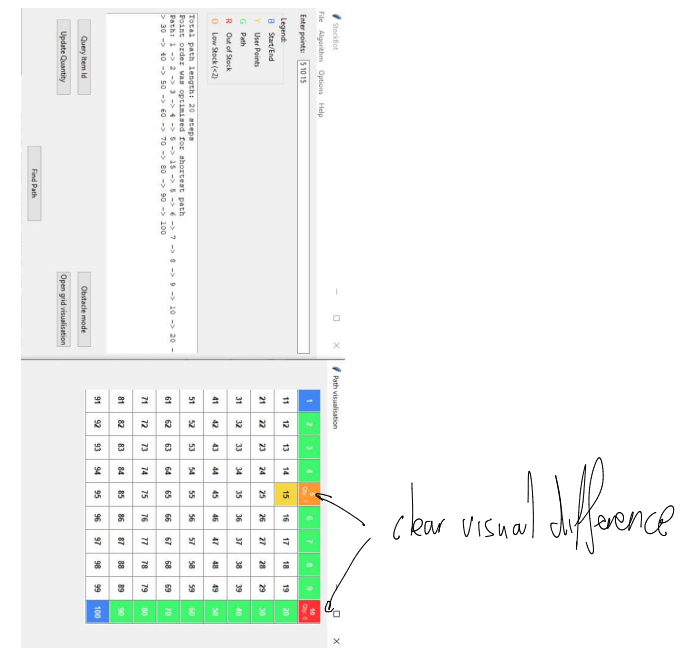 StockBot
File Algorithm Options Help
Enter points: 5 10 15
Legend:
B Start/End
Y User Points
G Path
R Out of Stock
O Low Stock (<2)
Total path length: 20 steps
Point order was optimised for shortest path
Path: 1 -> 2 -> 3 -> 4 -> 5 -> 15 -> 5 -> 6 -> 7 -> 8 -> 9 -> 10 -> 20 -
> 30 -> 40 -> 50 -> 60 -> 70 -> 80 -> 90 -> 100
Query Item Id Obstacle mode
Update Quantity Open grid visualisation
Find Path
Path visualisation
1 2 3 4 5 6 7 8 9 10
Qty: 0
11 12 13 14 15 16 17 18 19 20
21 22 23 24 25 26 27 28 29 30
31 32 33 34 35 36 37 38 39 40
41 42 43 44 45 46 47 48 49 50
51 52 53 54 55 56 57 58 59 60
61 62 63 64 65 66 67 68 69 70
71 72 73 74 75 76 77 78 79 80
81 82 83 84 85 86 87 88 89 90
91 92 93 94 95 96 97 98 99 100
clear visual difference